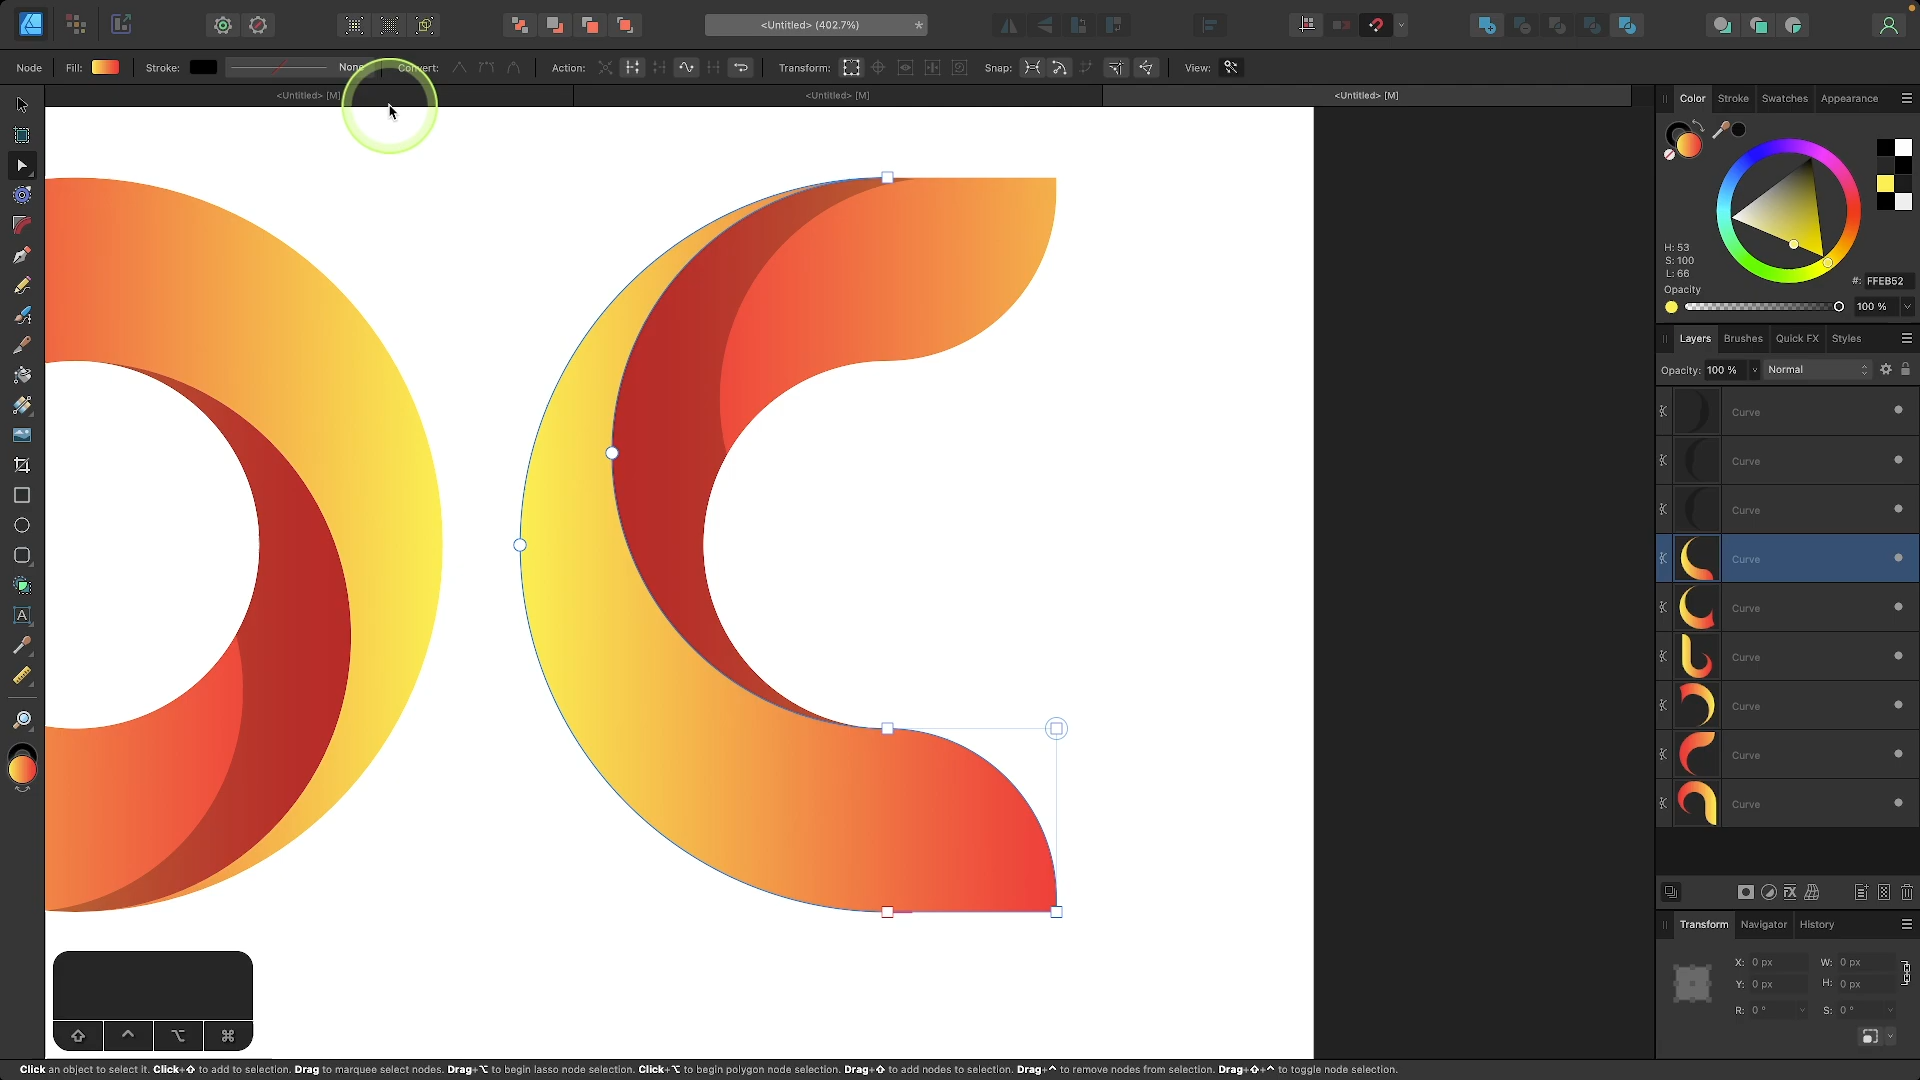 <Untitled> (402.7%)
*
Node
Fill:
Stroke:
None
Convert:
Action:
Transform:
Snap:
View:
<Untitled> [M]
<Untitled> [M]
<Untitled> [M]
Color
Stroke
Swatches
Appearance
H: 53
S: 100
L: 66
#: FFEB52
Opacity
100 %
Layers
Brushes
Quick FX
Styles
Opacity: 100 %
Normal
Curve
Curve
Curve
Curve
Curve
Curve
Curve
Curve
Curve
Transform
Navigator
History
X: 0 px
W: 0 px
Y: 0 px
H: 0 px
R: 0 °
S: 0 °
Click an object to select it. Click+⇧ to add to selection. Drag to marquee select nodes. Drag+⌥ to begin lasso node selection. Click+⌥ to begin polygon node selection. Drag+⇧ to add nodes to selection. Drag+^ to remove nodes from selection. Drag+⇧+^ to toggle node selection.